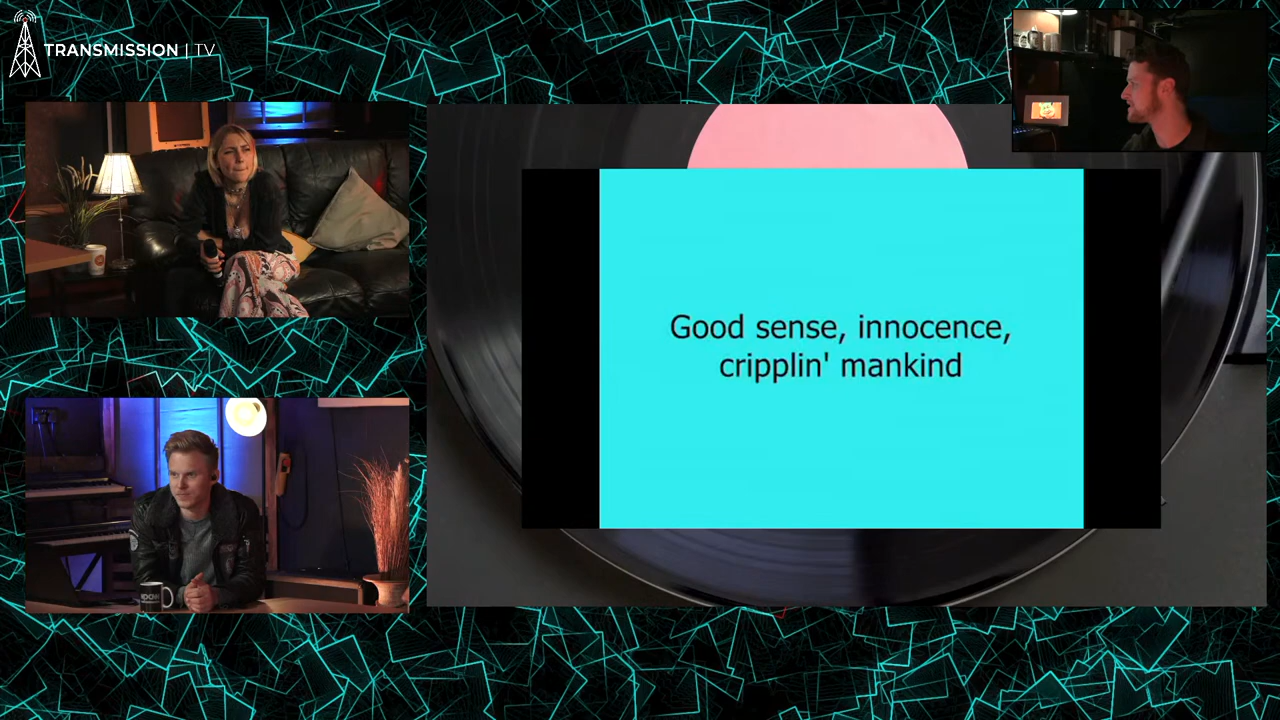 TRANSMISSION | TV
Good sense, innocence,
cripplin' mankind